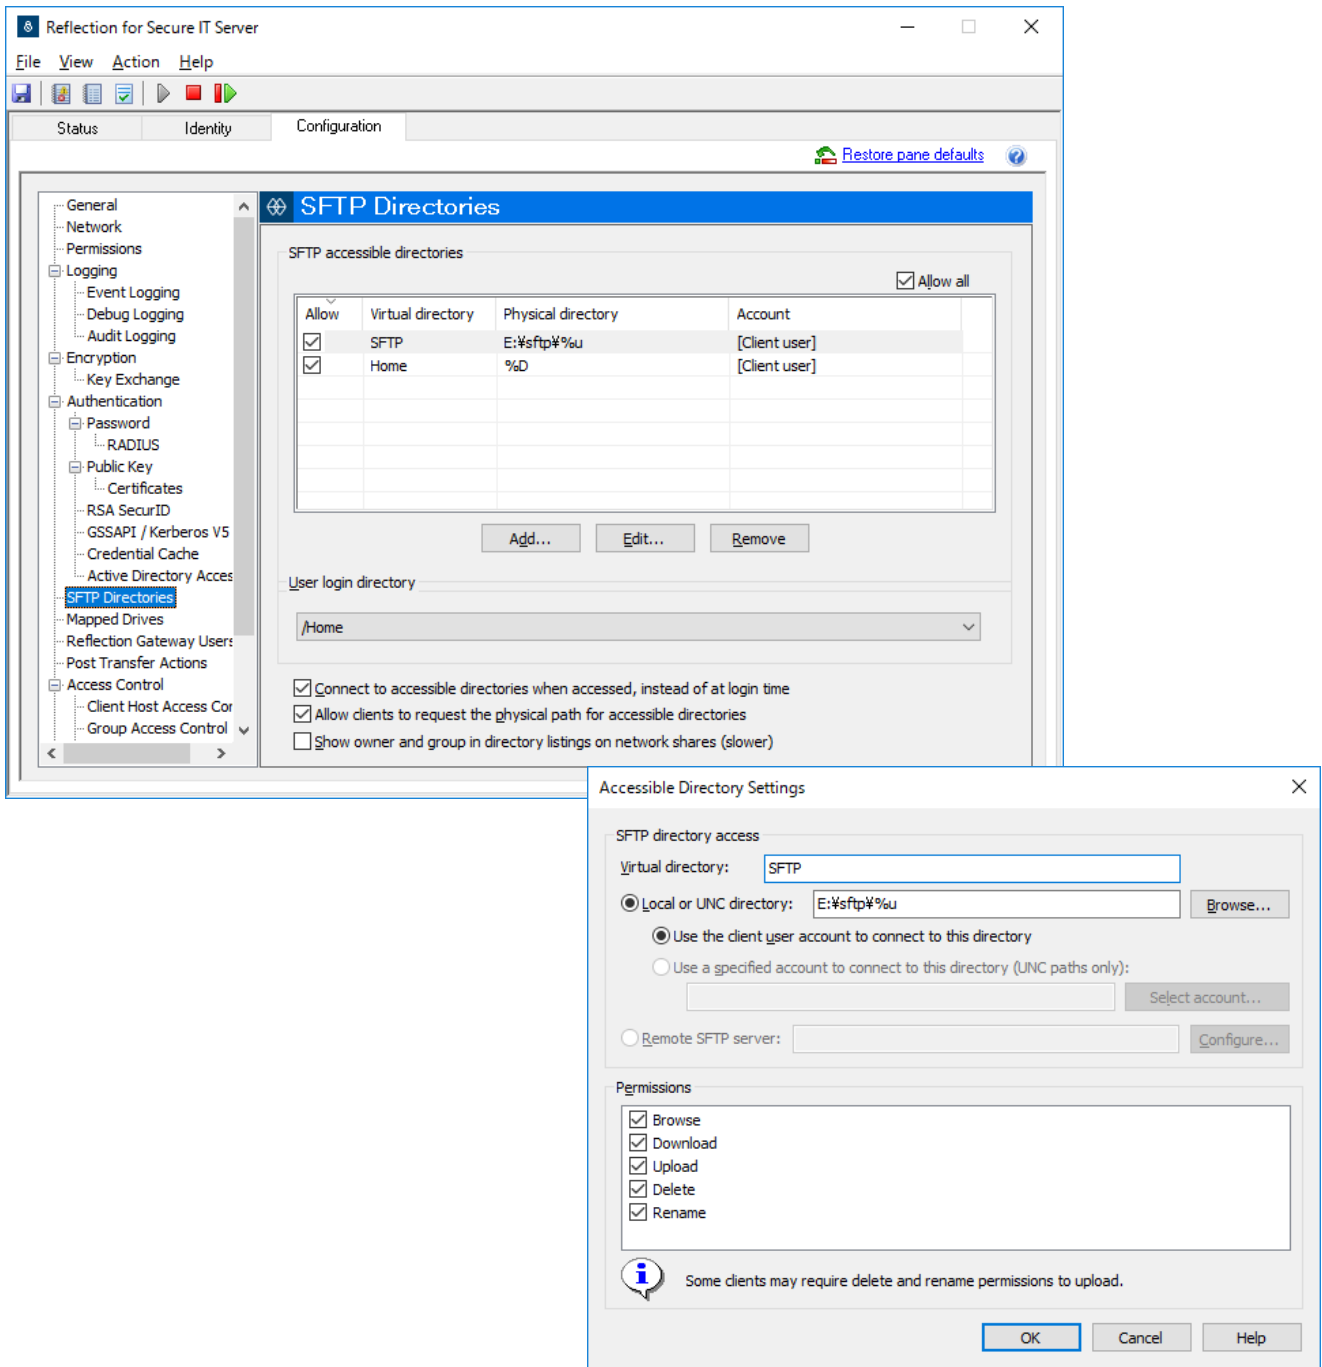 Reflection for Secure IT Server
File View Action Help
Status Identity Configuration
Restore pane defaults
General
Network
Permissions
Logging
Event Logging
Debug Logging
Audit Logging
Encryption
Key Exchange
Authentication
Password
RADIUS
Public Key
Certificates
RSA SecurID
GSSAPI / Kerberos V5
Credential Cache
Active Directory Acces
SFTP Directories
Mapped Drives
Reflection Gateway Users
Post Transfer Actions
Access Control
Client Host Access Cor
Group Access Control
SFTP Directories
SFTP accessible directories
Allow all
Allow Virtual directory Physical directory Account
SFTP E:¥sftp¥%u [Client user]
Home %D [Client user]
Add... Edit... Remove
User login directory
/Home
Connect to accessible directories when accessed, instead of at login time
Allow clients to request the physical path for accessible directories
Show owner and group in directory listings on network shares (slower)
Accessible Directory Settings
SFTP directory access
Virtual directory: SFTP
Local or UNC directory: E:¥sftp¥%u Browse...
Use the client user account to connect to this directory
Use a specified account to connect to this directory (UNC paths only):
Select account...
Remote SFTP server: Configure...
Permissions
Browse
Download
Upload
Delete
Rename
Some clients may require delete and rename permissions to upload.
OK Cancel Help